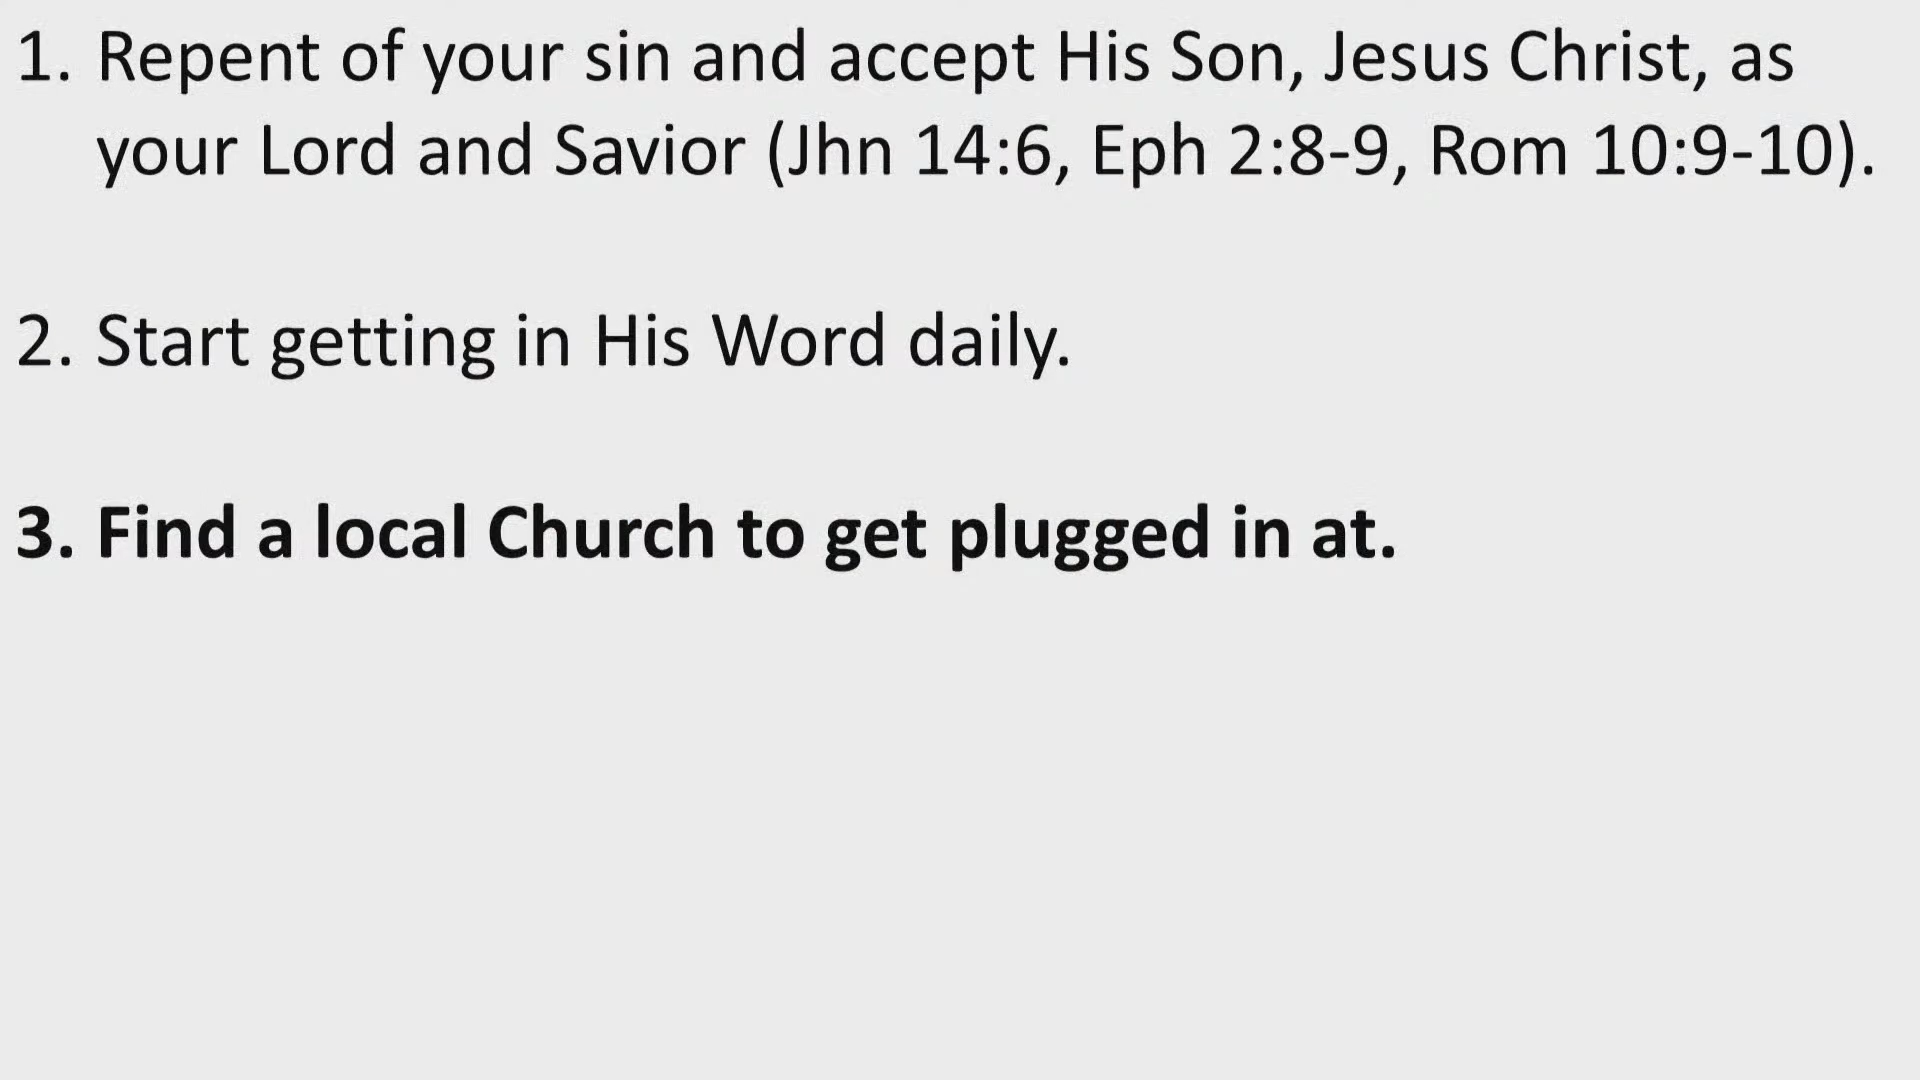 1. Repent of your sin and accept His Son, Jesus Christ, as
your Lord and Savior (Jhn 14:6, Eph 2:8-9, Rom 10:9-10).
2. Start getting in His Word daily.
3. Find a local Church to get plugged in at.